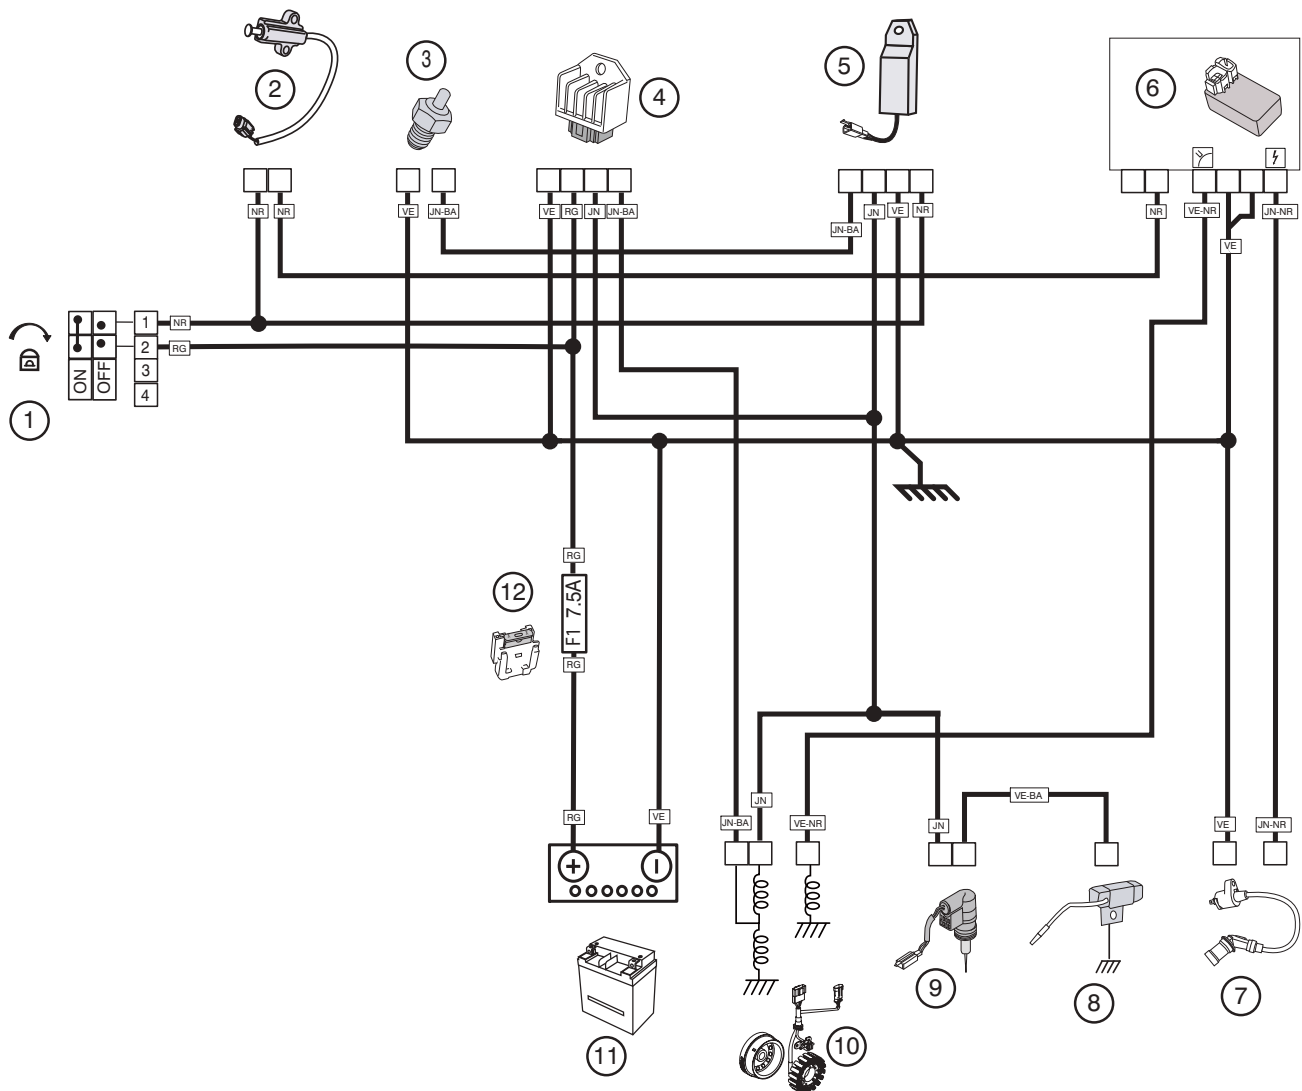 2
3
4
5
6
NR
NR
VE
JN-BA
VE
RG
JN
JN-BA
JN-BA
JN
VE
NR
NR
VE-NR
VE
JN-NR
1
NR
2
RG
3
4
ON
OFF
1
RG
12
F1 7.5A
RG
RG
VE
JN-BA
JN
VE-NR
JN
VE-BA
VE
JN-NR
+
–
9
8
7
10
11